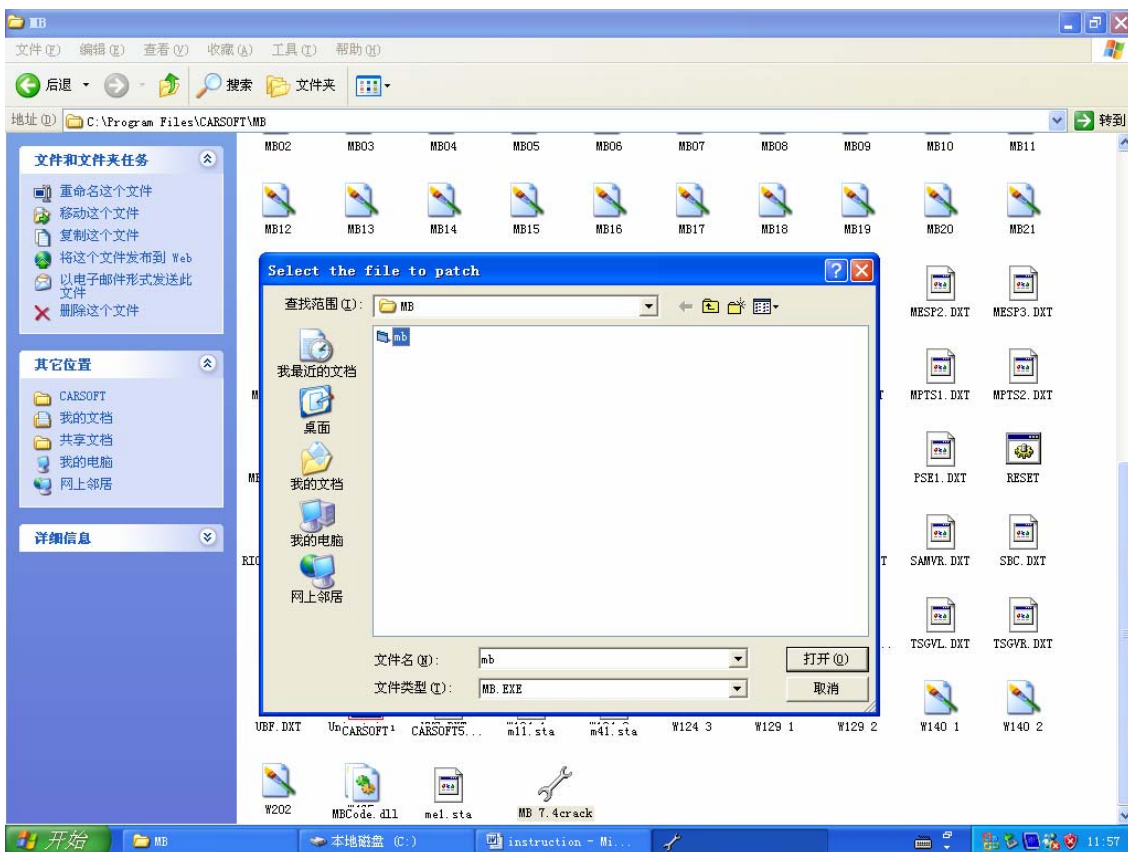 MB
文件(F) 编辑(E) 查看(V) 收藏(A) 工具(T) 帮助(H)
后退 搜索 文件夹
地址(D) C:\Program Files\CARSOFT\MB 转到
文件和文件夹任务
重命名这个文件
移动这个文件
复制这个文件
将这个文件发布到 Web
以电子邮件形式发送此
文件
删除这个文件
其它位置
CARSOFT
我的文档
共享文档
我的电脑
网上邻居
详细信息
MB02 MB03 MB04 MB05 MB06 MB07 MB08 MB09 MB10 MB11
MB12 MB13 MB14 MB15 MB16 MB17 MB18 MB19 MB20 MB21
Select the file to patch
查找范围(I): MB
mb
我最近的文档
桌面
我的文档
我的电脑
网上邻居
文件名(N): mb 打开(O)
文件类型(T): MB.EXE 取消
MESP2.DXT MESP3.DXT
MPTS1.DXT MPTS2.DXT
PSE1.DXT RESET
SAMVR.DXT SBC.DXT
TSGVL.DXT TSGVR.DXT
UBF.DXT CARSOFT CARSOFT5... m11.sta m41.sta W124 3 W129 1 W129 2 W140 1 W140 2
W202 MBCode.dll me1.sta MB 7.4crack
开始 MB 本地磁盘 (C:) instruction - Mi... 11:57